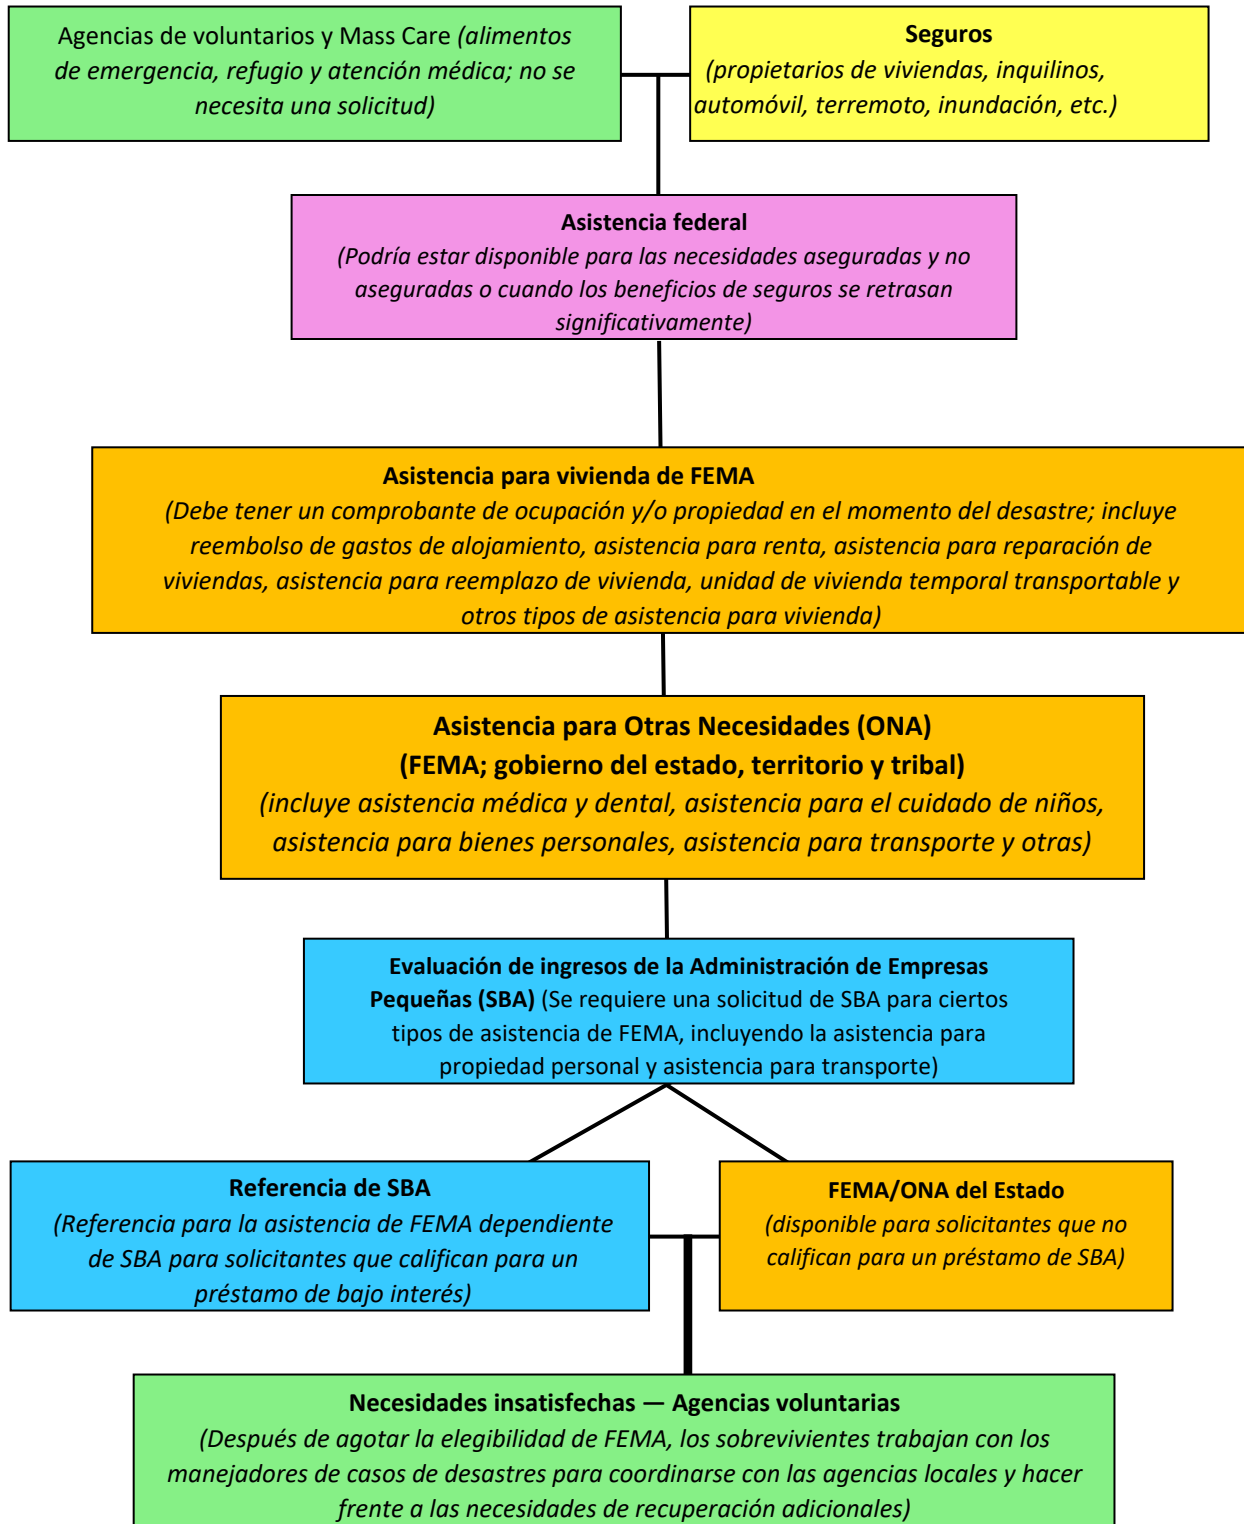 Agencias de voluntarios y Mass Care (alimentos
de emergencia, refugio y atención médica; no se
necesita una solicitud)
Seguros
(propietarios de viviendas, inquilinos,
automóvil, terremoto, inundación, etc.)
Asistencia federal
(Podría estar disponible para las necesidades aseguradas y no
aseguradas o cuando los beneficios de seguros se retrasan
significativamente)
Asistencia para vivienda de FEMA
(Debe tener un comprobante de ocupación y/o propiedad en el momento del desastre; incluye
reembolso de gastos de alojamiento, asistencia para renta, asistencia para reparación de
viviendas, asistencia para reemplazo de vivienda, unidad de vivienda temporal transportable y
otros tipos de asistencia para vivienda)
Asistencia para Otras Necesidades (ONA)
(FEMA; gobierno del estado, territorio y tribal)
(incluye asistencia médica y dental, asistencia para el cuidado de niños,
asistencia para bienes personales, asistencia para transporte y otras)
Evaluación de ingresos de la Administración de Empresas
Pequeñas (SBA) (Se requiere una solicitud de SBA para ciertos
tipos de asistencia de FEMA, incluyendo la asistencia para
propiedad personal y asistencia para transporte)
Referencia de SBA
(Referencia para la asistencia de FEMA dependiente
de SBA para solicitantes que califican para un
préstamo de bajo interés)
FEMA/ONA del Estado
(disponible para solicitantes que no
califican para un préstamo de SBA)
Necesidades insatisfechas — Agencias voluntarias
(Después de agotar la elegibilidad de FEMA, los sobrevivientes trabajan con los
manejadores de casos de desastres para coordinarse con las agencias locales y hacer
frente a las necesidades de recuperación adicionales)